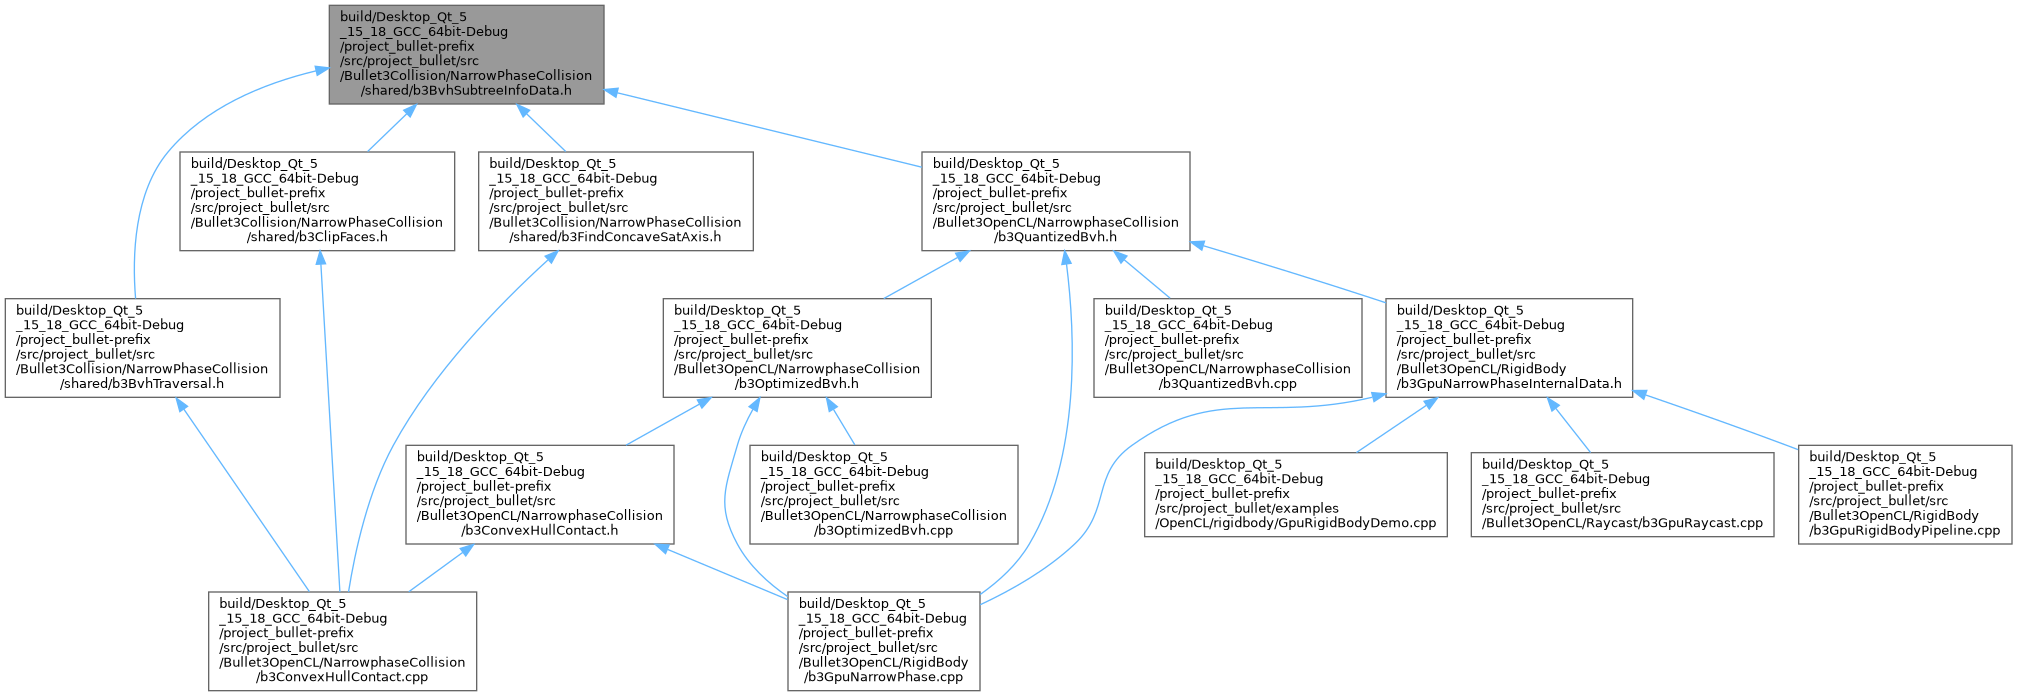 build/Desktop_Qt_5
_15_18_GCC_64bit-Debug
/project_bullet-prefix
/src/project_bullet/src
/Bullet3Collision/NarrowPhaseCollision
/shared/b3BvhSubtreeInfoData.h
build/Desktop_Qt_5
_15_18_GCC_64bit-Debug
/project_bullet-prefix
/src/project_bullet/src
/Bullet3Collision/NarrowPhaseCollision
/shared/b3ClipFaces.h
build/Desktop_Qt_5
_15_18_GCC_64bit-Debug
/project_bullet-prefix
/src/project_bullet/src
/Bullet3Collision/NarrowPhaseCollision
/shared/b3FindConcaveSatAxis.h
build/Desktop_Qt_5
_15_18_GCC_64bit-Debug
/project_bullet-prefix
/src/project_bullet/src
/Bullet3OpenCL/NarrowphaseCollision
/b3QuantizedBvh.h
build/Desktop_Qt_5
_15_18_GCC_64bit-Debug
/project_bullet-prefix
/src/project_bullet/src
/Bullet3Collision/NarrowPhaseCollision
/shared/b3BvhTraversal.h
build/Desktop_Qt_5
_15_18_GCC_64bit-Debug
/project_bullet-prefix
/src/project_bullet/src
/Bullet3OpenCL/NarrowphaseCollision
/b3OptimizedBvh.h
build/Desktop_Qt_5
_15_18_GCC_64bit-Debug
/project_bullet-prefix
/src/project_bullet/src
/Bullet3OpenCL/NarrowphaseCollision
/b3QuantizedBvh.cpp
build/Desktop_Qt_5
_15_18_GCC_64bit-Debug
/project_bullet-prefix
/src/project_bullet/src
/Bullet3OpenCL/RigidBody
/b3GpuNarrowPhaseInternalData.h
build/Desktop_Qt_5
_15_18_GCC_64bit-Debug
/project_bullet-prefix
/src/project_bullet/src
/Bullet3OpenCL/NarrowphaseCollision
/b3ConvexHullContact.h
build/Desktop_Qt_5
_15_18_GCC_64bit-Debug
/project_bullet-prefix
/src/project_bullet/src
/Bullet3OpenCL/NarrowphaseCollision
/b3OptimizedBvh.cpp
build/Desktop_Qt_5
_15_18_GCC_64bit-Debug
/project_bullet-prefix
/src/project_bullet/examples
/OpenCL/rigidbody/GpuRigidBodyDemo.cpp
build/Desktop_Qt_5
_15_18_GCC_64bit-Debug
/project_bullet-prefix
/src/project_bullet/src
/Bullet3OpenCL/Raycast/b3GpuRaycast.cpp
build/Desktop_Qt_5
_15_18_GCC_64bit-Debug
/project_bullet-prefix
/src/project_bullet/src
/Bullet3OpenCL/RigidBody
/b3GpuRigidBodyPipeline.cpp
build/Desktop_Qt_5
_15_18_GCC_64bit-Debug
/project_bullet-prefix
/src/project_bullet/src
/Bullet3OpenCL/NarrowphaseCollision
/b3ConvexHullContact.cpp
build/Desktop_Qt_5
_15_18_GCC_64bit-Debug
/project_bullet-prefix
/src/project_bullet/src
/Bullet3OpenCL/RigidBody
/b3GpuNarrowPhase.cpp